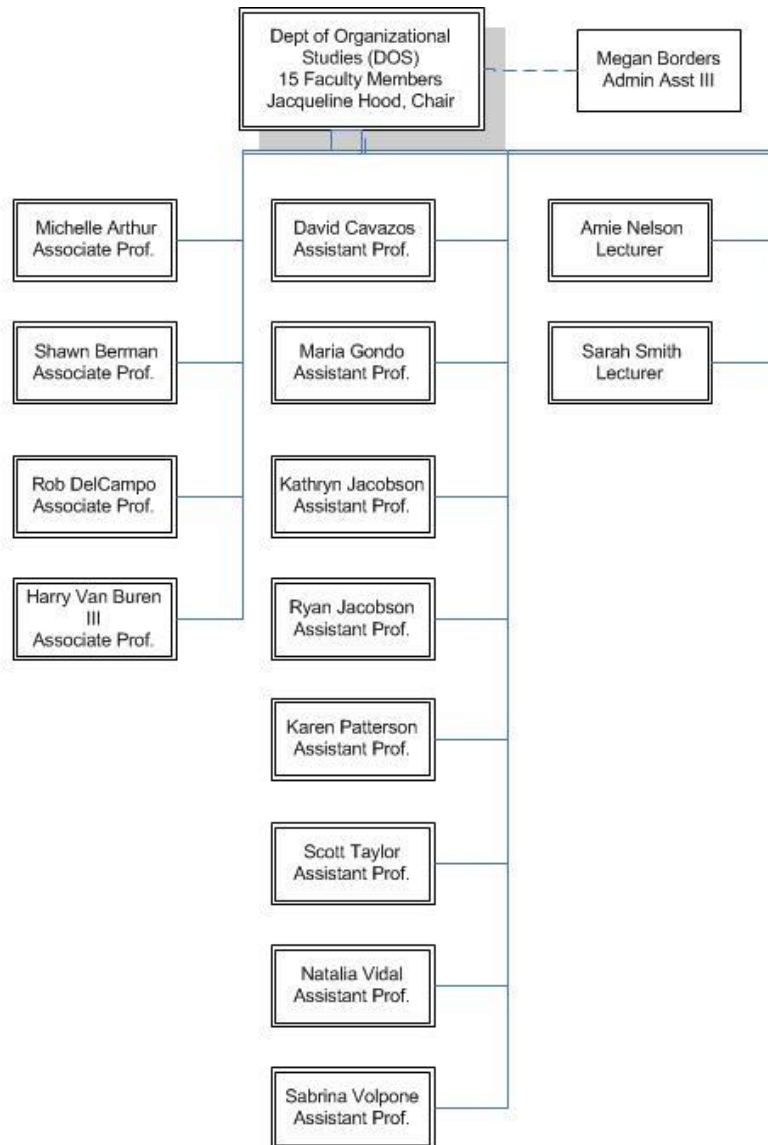 Dept of Organizational
Studies (DOS)
15 Faculty Members
Jacqueline Hood, Chair
Megan Borders
Admin Asst III
Michelle Arthur
Associate Prof.
Shawn Berman
Associate Prof.
Rob DelCampo
Associate Prof.
Harry Van Buren
III
Associate Prof.
David Cavazos
Assistant Prof.
Maria Gondo
Assistant Prof.
Kathryn Jacobson
Assistant Prof.
Ryan Jacobson
Assistant Prof.
Karen Patterson
Assistant Prof.
Scott Taylor
Assistant Prof.
Natalia Vidal
Assistant Prof.
Sabrina Volpone
Assistant Prof.
Amie Nelson
Lecturer
Sarah Smith
Lecturer